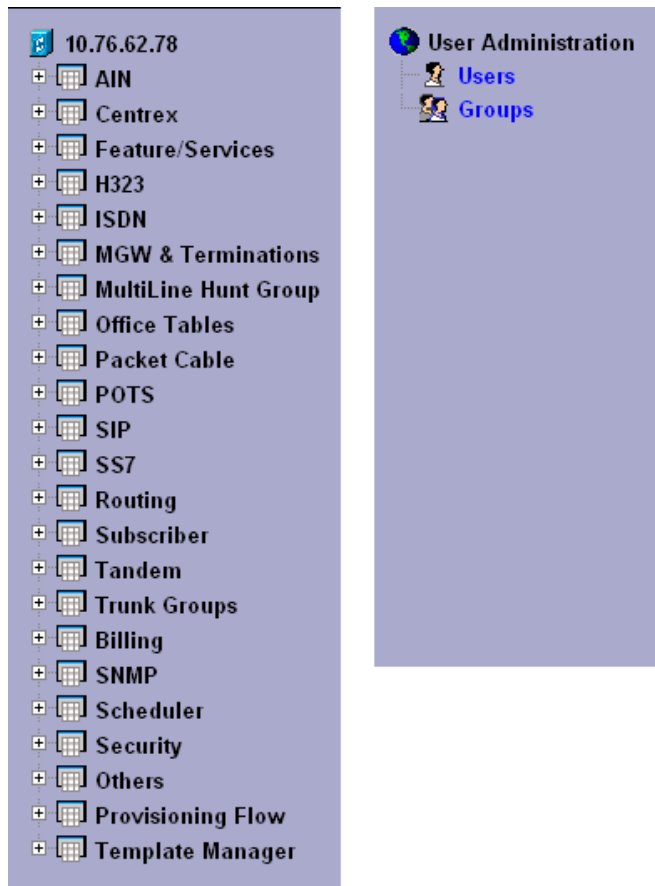 10.76.62.78
AIN
Centrex
Feature/Services
H323
ISDN
MGW & Terminations
MultiLine Hunt Group
Office Tables
Packet Cable
POTS
SIP
SS7
Routing
Subscriber
Tandem
Trunk Groups
Billing
SNMP
Scheduler
Security
Others
Provisioning Flow
Template Manager
User Administration
Users
Groups